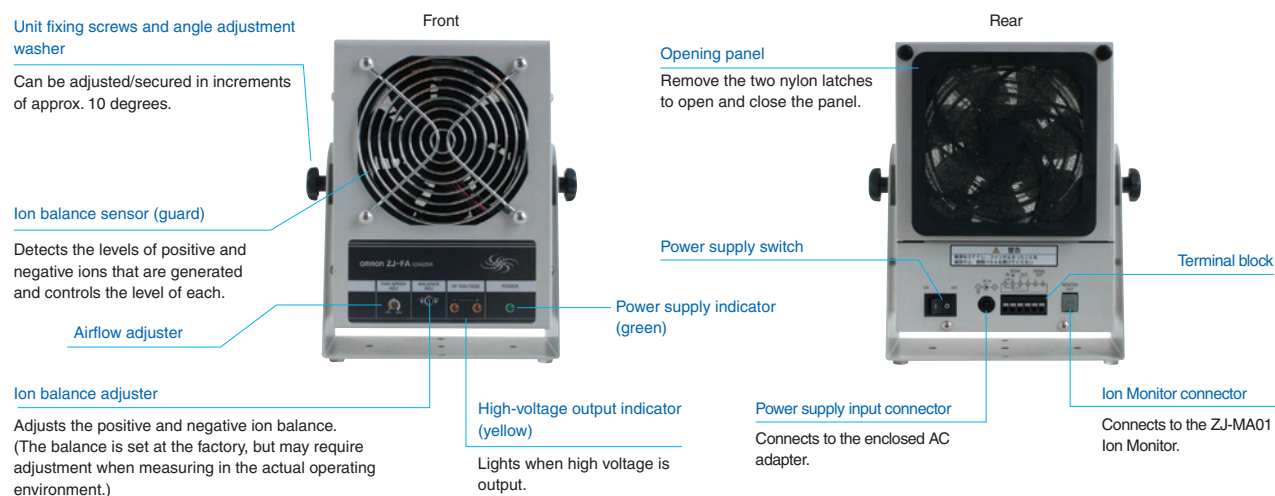 Front
Unit fixing screws and angle adjustment
washer
Can be adjusted/secured in increments
of approx. 10 degrees.
Ion balance sensor (guard)
Detects the levels of positive and
negative ions that are generated
and controls the level of each.
Airflow adjuster
Ion balance adjuster
Adjusts the positive and negative ion balance.
(The balance is set at the factory, but may require
adjustment when measuring in the actual operating
environment.)
omron ZJ-FA IONIZER
FAN SPEED
ADJ
BALANCE
ADJ
HV VOLTAGE
POWER
Power supply indicator
(green)
High-voltage output indicator
(yellow)
Lights when high voltage is
output.
Rear
Opening panel
Remove the two nylon latches
to open and close the panel.
Power supply switch
警告
Terminal block
Power supply input connector
Connects to the enclosed AC
adapter.
Ion Monitor connector
Connects to the ZJ-MA01
Ion Monitor.